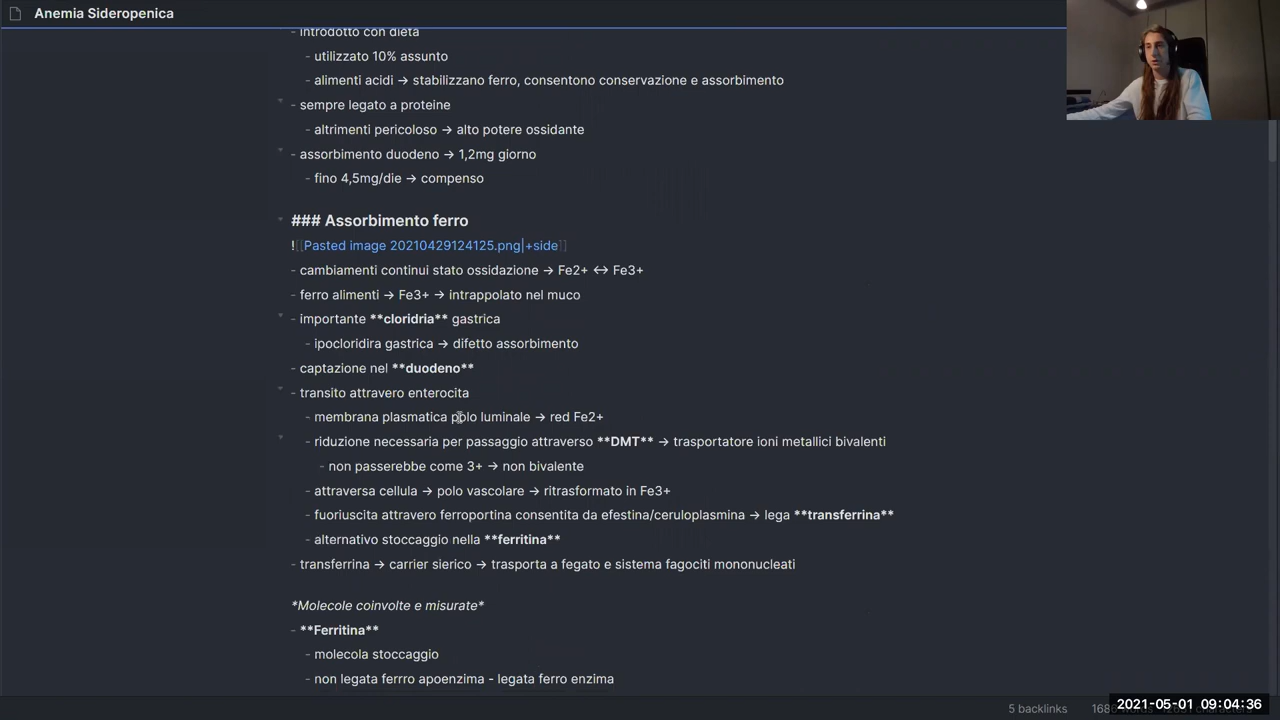 Anemia Sideropenica
- introdotto con dieta
- utilizzato 10% assunto
- alimenti acidi → stabilizzano ferro, consentono conservazione e assorbimento
- sempre legato a proteine
- altrimenti pericoloso → alto potere ossidante
- assorbimento duodeno → 1,2mg giorno
- fino 4,5mg/die → compenso
### Assorbimento ferro
![[Pasted image 20210429124125.png|+side]]
- cambiamenti continui stato ossidazione → Fe2+ ↔ Fe3+
- ferro alimenti → Fe3+ → intrappolato nel muco
- importante **cloridria** gastrica
- ipocloridira gastrica → difetto assorbimento
- captazione nel **duodeno**
- transito attravero enterocita
- membrana plasmatica polo luminale → red Fe2+
- riduzione necessaria per passaggio attraverso **DMT** → trasportatore ioni metallici bivalenti
- non passerebbe come 3+ → non bivalente
- attraversa cellula → polo vascolare → ritrasformato in Fe3+
- fuoriuscita attravero ferroportina consentita da efestina/ceruloplasmina → lega **transferrina**
- alternativo stoccaggio nella **ferritina**
- transferrina → carrier sierico → trasporta a fegato e sistema fagociti mononucleati
*Molecole coinvolte e misurate*
- **Ferritina**
- molecola stoccaggio
- non legata ferrro apoenzima - legata ferro enzima
5 backlinks
2021-05-01 09:04:36